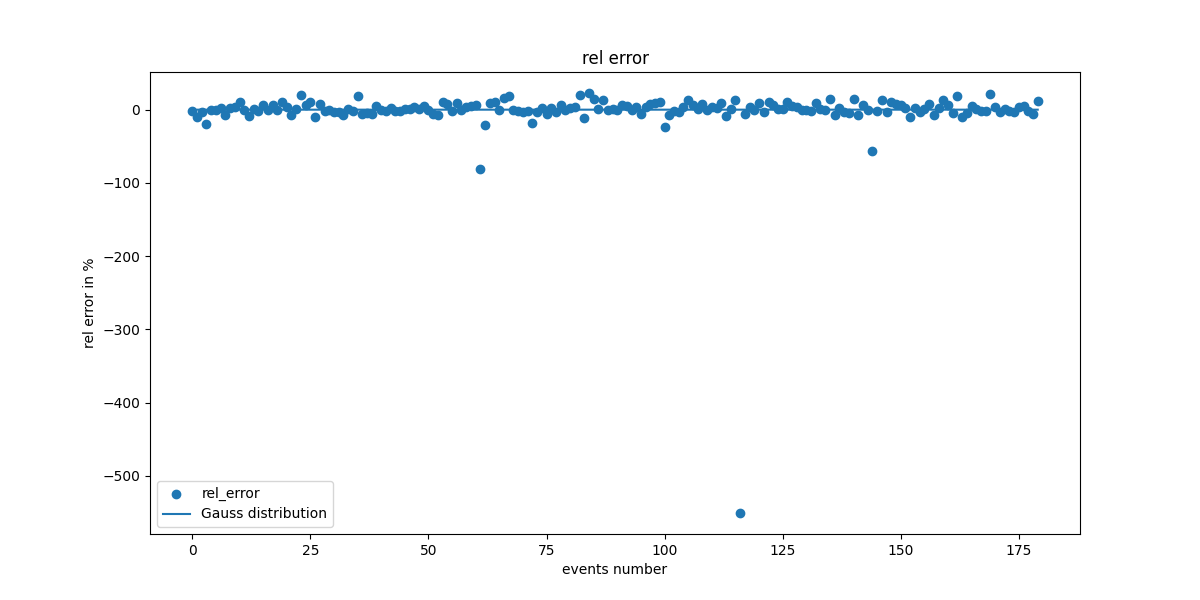 rel error
0
−100
−200
−300
−400
−500
rel error in %
rel_error
Gauss distribution
0 25 50 75 100 125 150 175
events number